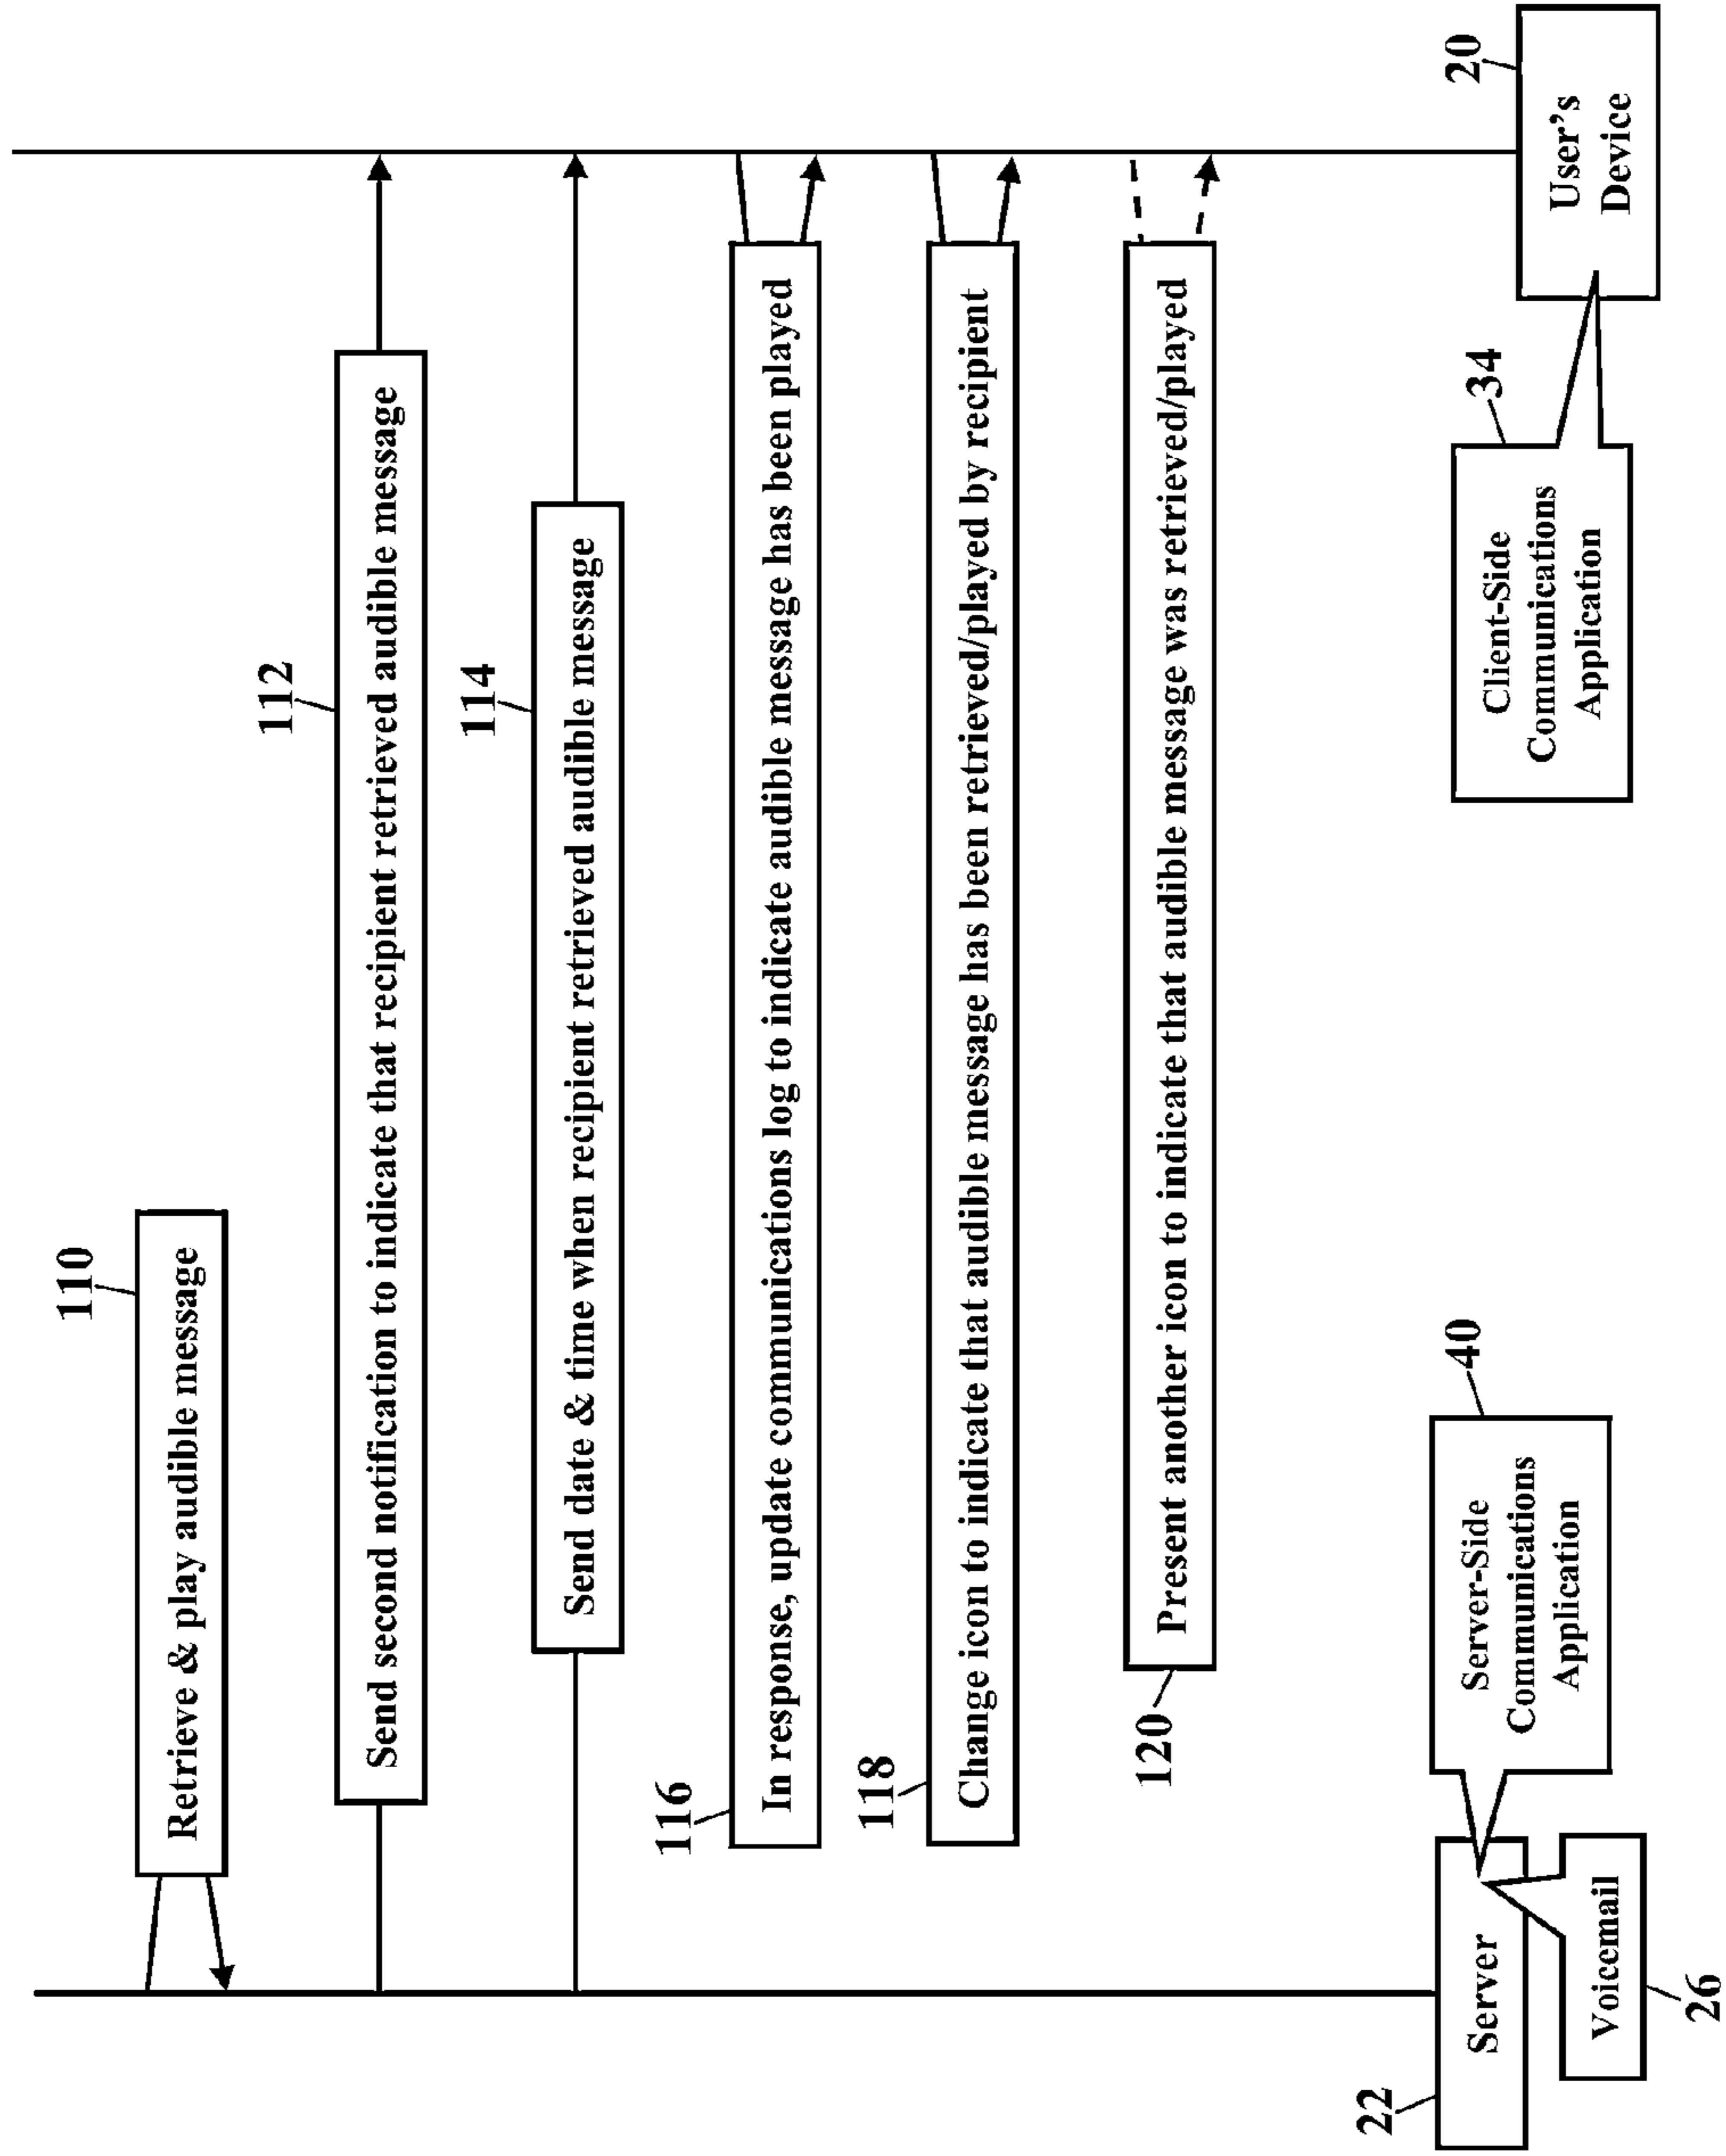 110
Retrieve & play audible message
112
Send second notification to indicate that recipient retrieved audible message
114
Send date & time when recipient retrieved audible message
116
In response, update communications log to indicate audible message has been played
118
Change icon to indicate that audible message has been retrieved/played by recipient
120
Present another icon to indicate that audible message was retrieved/played
22
Server
40
Server-Side
Communications
Application
Voicemail
26
34
Client-Side
Communications
Application
20
User's
Device